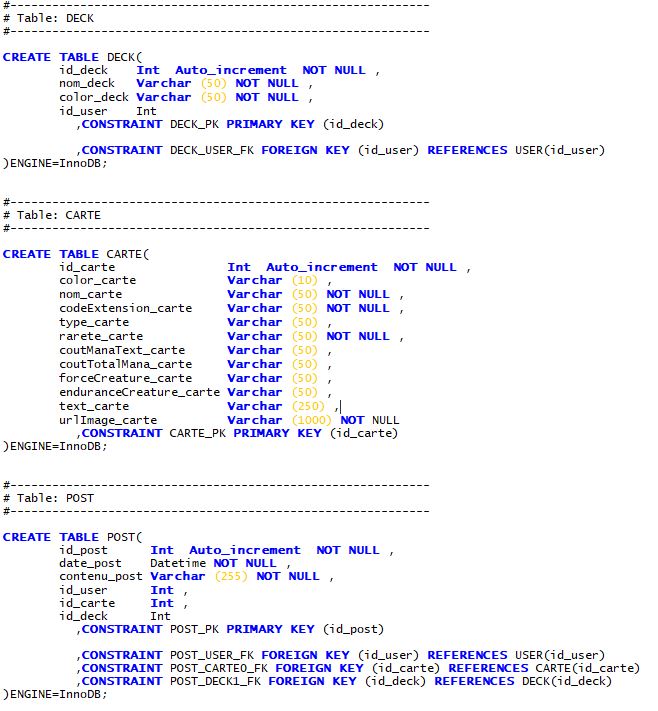 #------------------------------------------------------------
# Table: DECK
#------------------------------------------------------------
CREATE TABLE DECK(
id_deck Int Auto_increment NOT NULL ,
nom_deck Varchar (50) NOT NULL ,
color_deck Varchar (50) NOT NULL ,
id_user Int
,CONSTRAINT DECK_PK PRIMARY KEY (id_deck)
,CONSTRAINT DECK_USER_FK FOREIGN KEY (id_user) REFERENCES USER(id_user)
)ENGINE=InnoDB;
#------------------------------------------------------------
# Table: CARTE
#------------------------------------------------------------
CREATE TABLE CARTE(
id_carte Int Auto_increment NOT NULL ,
color_carte Varchar (10) ,
nom_carte Varchar (50) NOT NULL ,
codeExtension_carte Varchar (50) NOT NULL ,
type_carte Varchar (50) ,
rarete_carte Varchar (50) NOT NULL ,
coutManaText_carte Varchar (50) ,
coutTotalMana_carte Varchar (50) ,
forceCreature_carte Varchar (50) ,
enduranceCreature_carte Varchar (50) ,
text_carte Varchar (250) ,
urlImage_carte Varchar (1000) NOT NULL
,CONSTRAINT CARTE_PK PRIMARY KEY (id_carte)
)ENGINE=InnoDB;
#------------------------------------------------------------
# Table: POST
#------------------------------------------------------------
CREATE TABLE POST(
id_post Int Auto_increment NOT NULL ,
date_post Datetime NOT NULL ,
contenu_post Varchar (255) NOT NULL ,
id_user Int ,
id_carte Int ,
id_deck Int
,CONSTRAINT POST_PK PRIMARY KEY (id_post)
,CONSTRAINT POST_USER_FK FOREIGN KEY (id_user) REFERENCES USER(id_user)
,CONSTRAINT POST_CARTE0_FK FOREIGN KEY (id_carte) REFERENCES CARTE(id_carte)
,CONSTRAINT POST_DECK1_FK FOREIGN KEY (id_deck) REFERENCES DECK(id_deck)
)ENGINE=InnoDB;